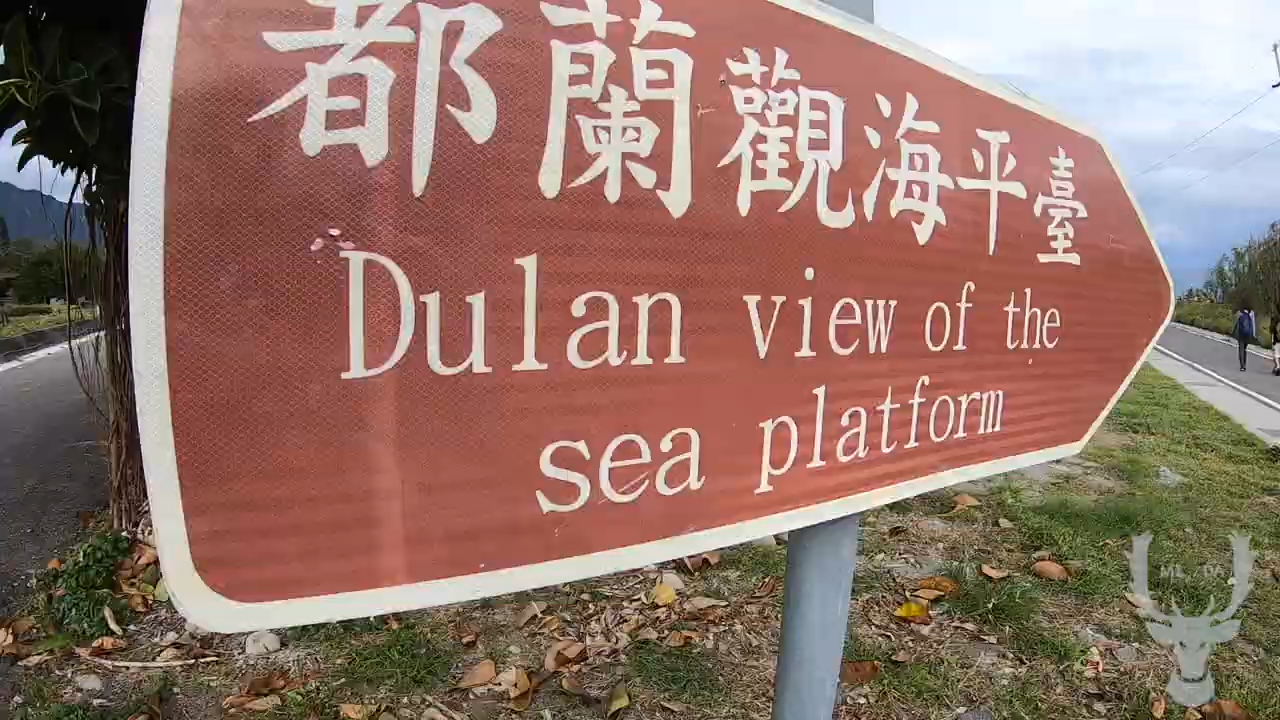 都蘭觀海平臺
Dulan view of the
sea platform